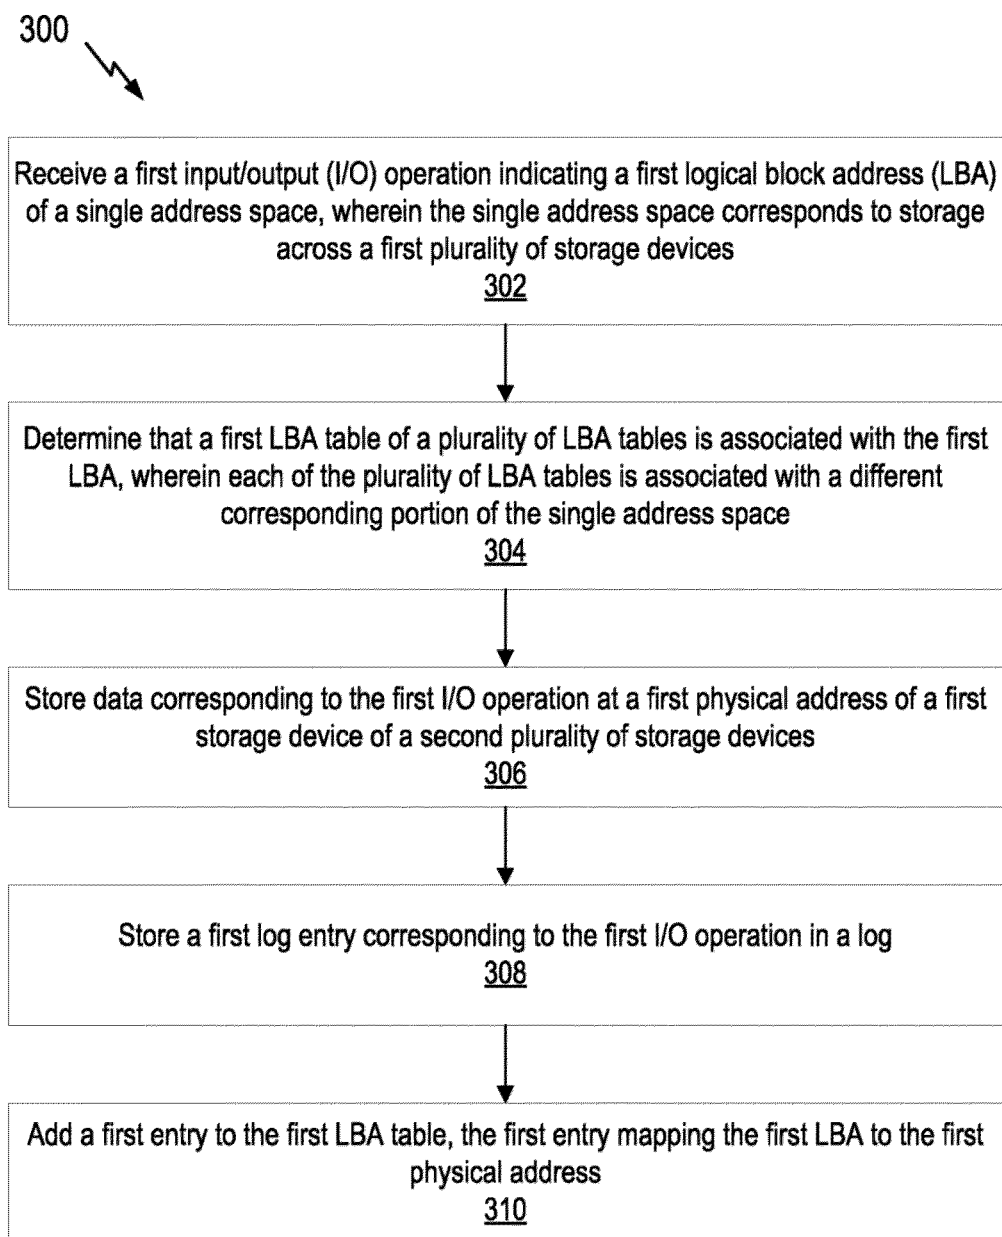 300
Receive a first input/output (I/O) operation indicating a first logical block address (LBA)
of a single address space, wherein the single address space corresponds to storage
across a first plurality of storage devices
302
Determine that a first LBA table of a plurality of LBA tables is associated with the first
LBA, wherein each of the plurality of LBA tables is associated with a different
corresponding portion of the single address space
304
Store data corresponding to the first I/O operation at a first physical address of a first
storage device of a second plurality of storage devices
306
Store a first log entry corresponding to the first I/O operation in a log
308
Add a first entry to the first LBA table, the first entry mapping the first LBA to the first
physical address
310